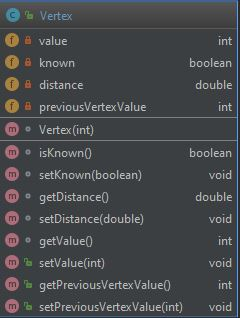 Vertex
value int
known boolean
distance double
previousVertexValue int
Vertex(int)
isKnown() boolean
setKnown(boolean) void
getDistance() double
setDistance(double) void
getValue() int
setValue(int) void
getPreviousVertexValue() int
setPreviousVertexValue(int) void